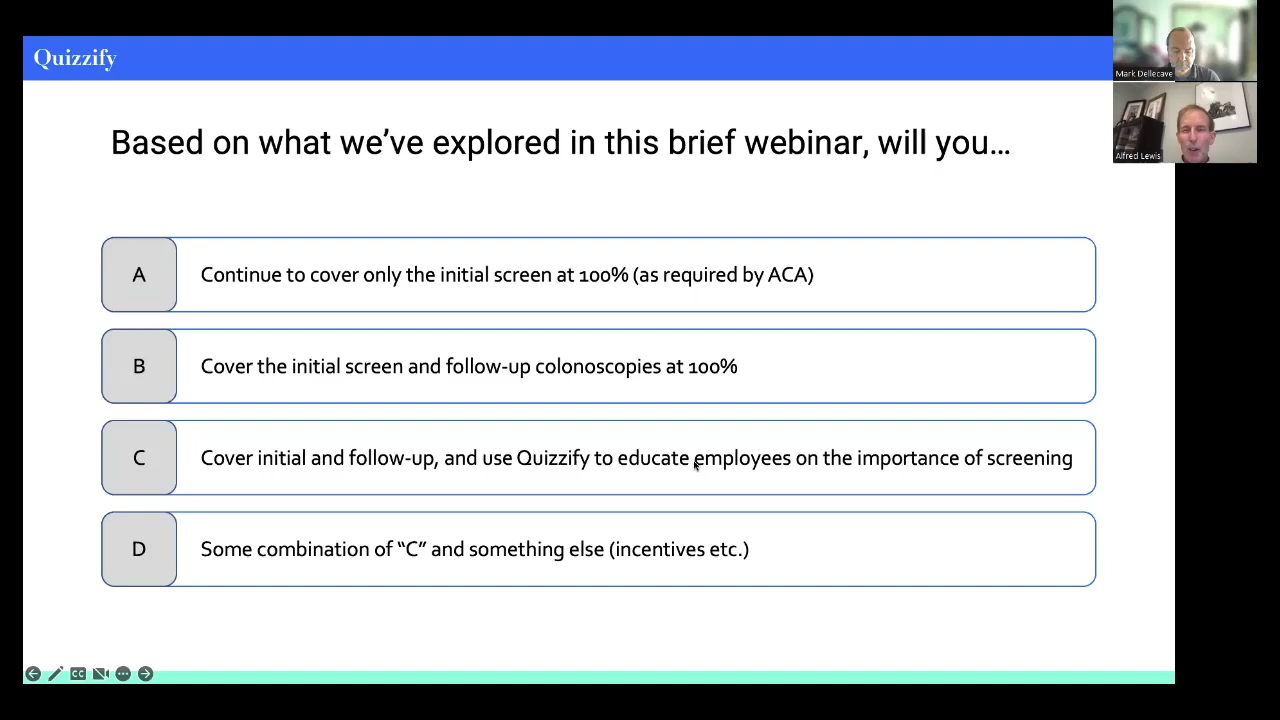 Quizzify
Mark Dellecave
Based on what we’ve explored in this brief webinar, will you…
Alfred Lewis
A
Continue to cover only the initial screen at 100% (as required by ACA)
B
Cover the initial screen and follow-up colonoscopies at 100%
C
Cover initial and follow-up, and use Quizzify to educate employees on the importance of screening
D
Some combination of “C” and something else (incentives etc.)
CC